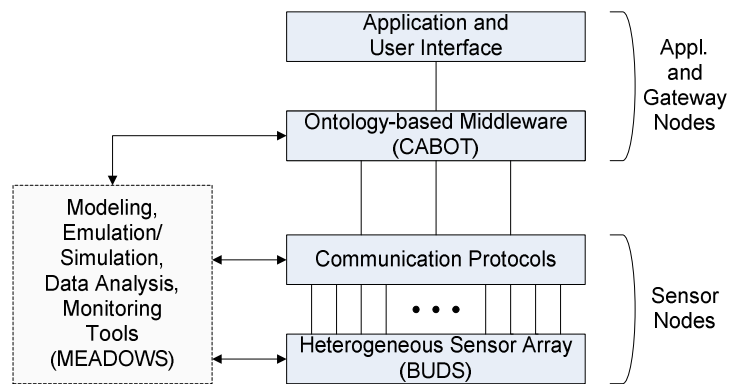 Application and
User Interface
Appl.
and
Gateway
Nodes
Ontology-based Middleware
(CABOT)
Modeling,
Emulation/
Simulation,
Data Analysis,
Monitoring
Tools
(MEADOWS)
Communication Protocols
Sensor
Nodes
Heterogeneous Sensor Array
(BUDS)